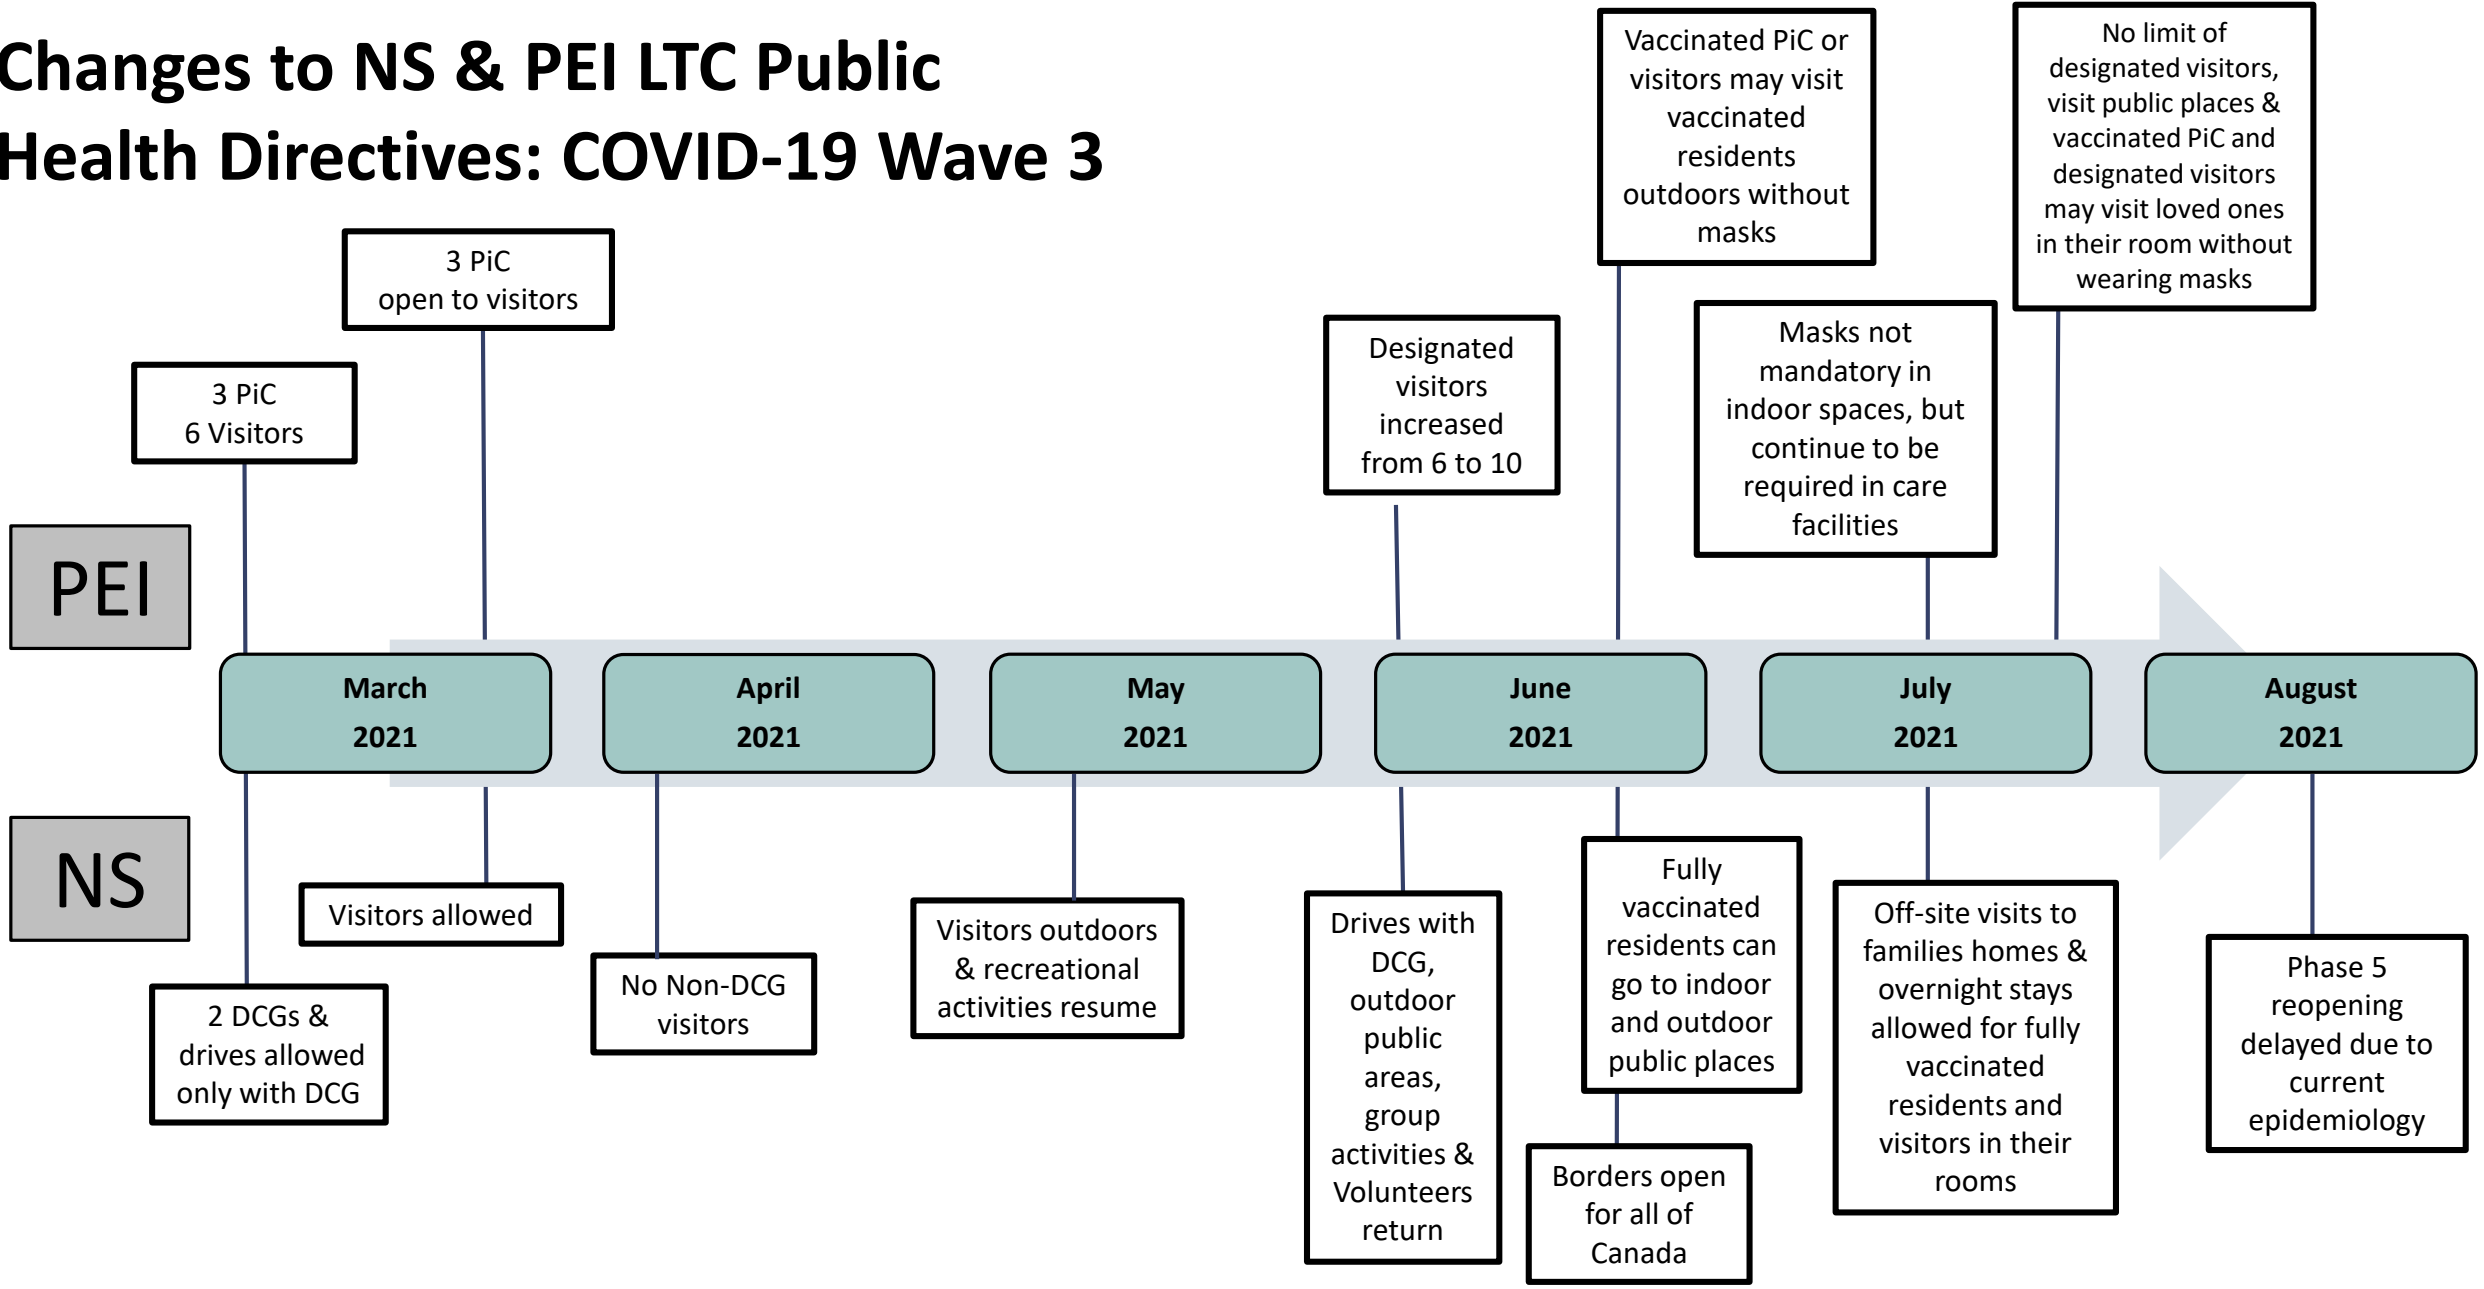 Changes to NS & PEI LTC Public
Health Directives: COVID-19 Wave 3
3 PiC
6 Visitors
3 PiC
open to visitors
Designated
visitors
increased
from 6 to 10
Vaccinated PiC or
visitors may visit
vaccinated
residents
outdoors without
masks
Masks not
mandatory in
indoor spaces, but
continue to be
required in care
facilities
No limit of
designated visitors,
visit public places &
vaccinated PiC and
designated visitors
may visit loved ones
in their room without
wearing masks
PEI
March
2021
April
2021
May
2021
June
2021
July
2021
August
2021
NS
2 DCGs &
drives allowed
only with DCG
Visitors allowed
No Non-DCG
visitors
Visitors outdoors
& recreational
activities resume
Drives with
DCG,
outdoor
public
areas,
group
activities &
Volunteers
return
Fully
vaccinated
residents can
go to indoor
and outdoor
public places
Borders open
for all of
Canada
Off-site visits to
families homes &
overnight stays
allowed for fully
vaccinated
residents and
visitors in their
rooms
Phase 5
reopening
delayed due to
current
epidemiology